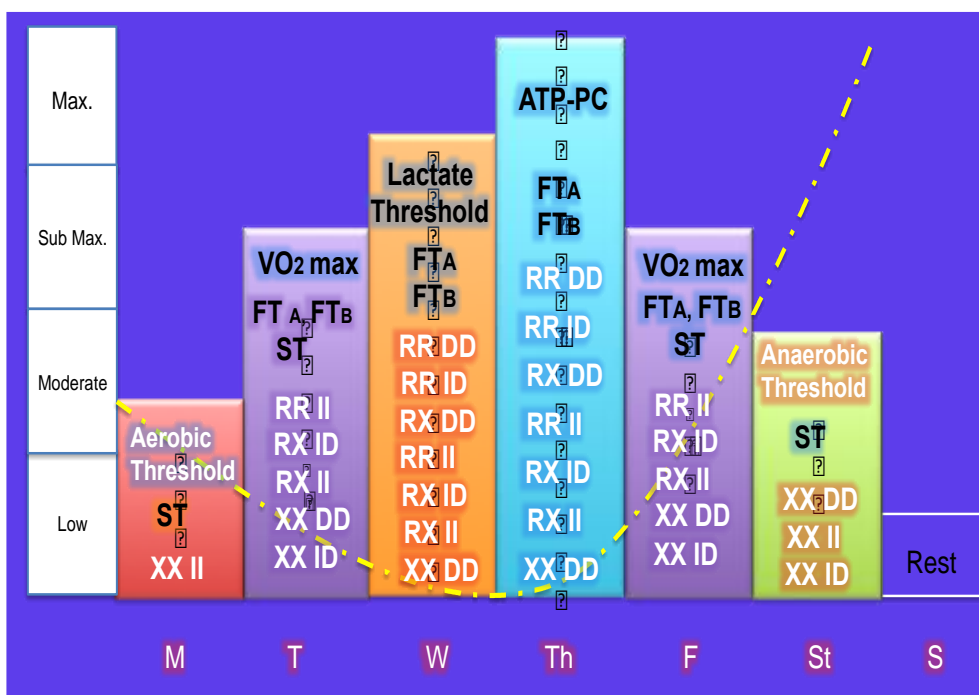 Max.
Sub Max.
Moderate
Low
Aerobic
Threshold
ST
XX II
VO2 max
FT A, FTB
ST
RR II
RX ID
RX II
XX DD
XX ID
Lactate
Threshold
FTA
FTB
RR DD
RR ID
RX DD
RR II
RX ID
RX II
XX DD
ATP-PC
FTA
FTB
RR DD
RR ID
RX DD
RR II
RX ID
RX II
XX DD
VO2 max
FTA, FTB
ST
RR II
RX ID
RX II
XX DD
XX ID
Anaerobic
Threshold
ST
XX DD
XX II
XX ID
Rest
M T W Th F St S